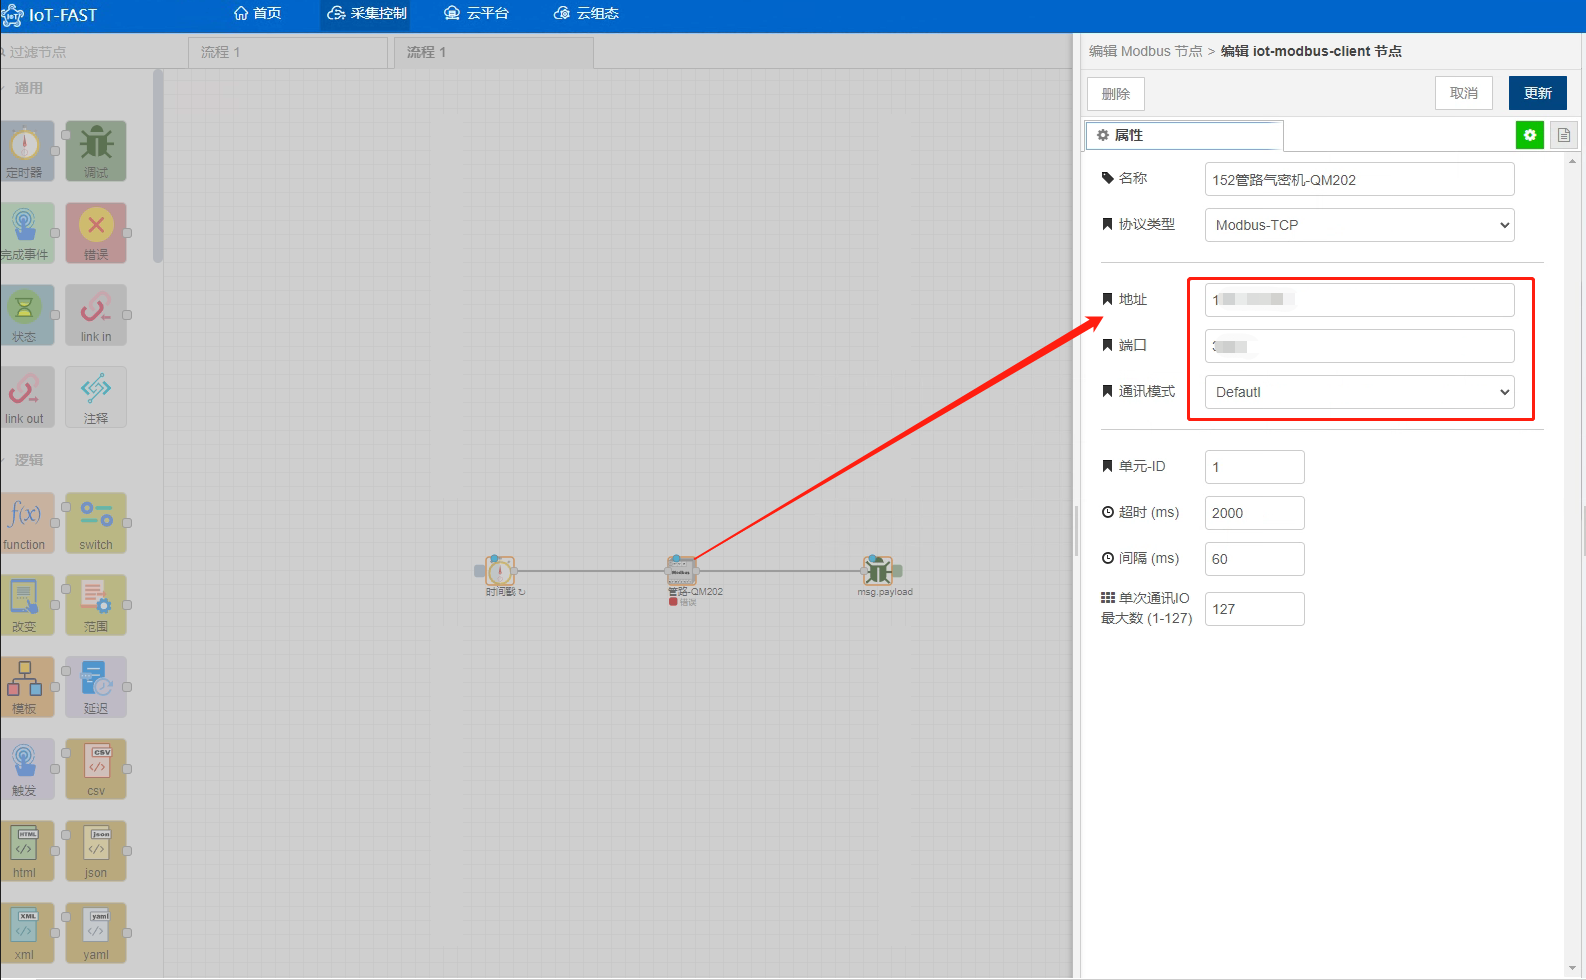 IoT-FAST
首页
采集控制
云平台
云组态
过滤节点
流程 1
流程 1
编辑 Modbus 节点 > 编辑 iot-modbus-client 节点
删除
取消
更新
属性
通用
定时器
调试
完成事件
错误
状态
link in
link out
注释
逻辑
f(x)
function
switch
改变
范围
模板
延迟
触发
CSV
csv
HTML
html
json
json
XML
xml
yaml
yaml
时间戳 ↻
Modbus
管路-QM202
错误
msg.payload
名称
152管路气密机-QM202
协议类型
Modbus-TCP
地址
1
端口
通讯模式
Defautl
单元-ID
1
超时 (ms)
2000
间隔 (ms)
60
单次通讯IO
最大数 (1-127)
127